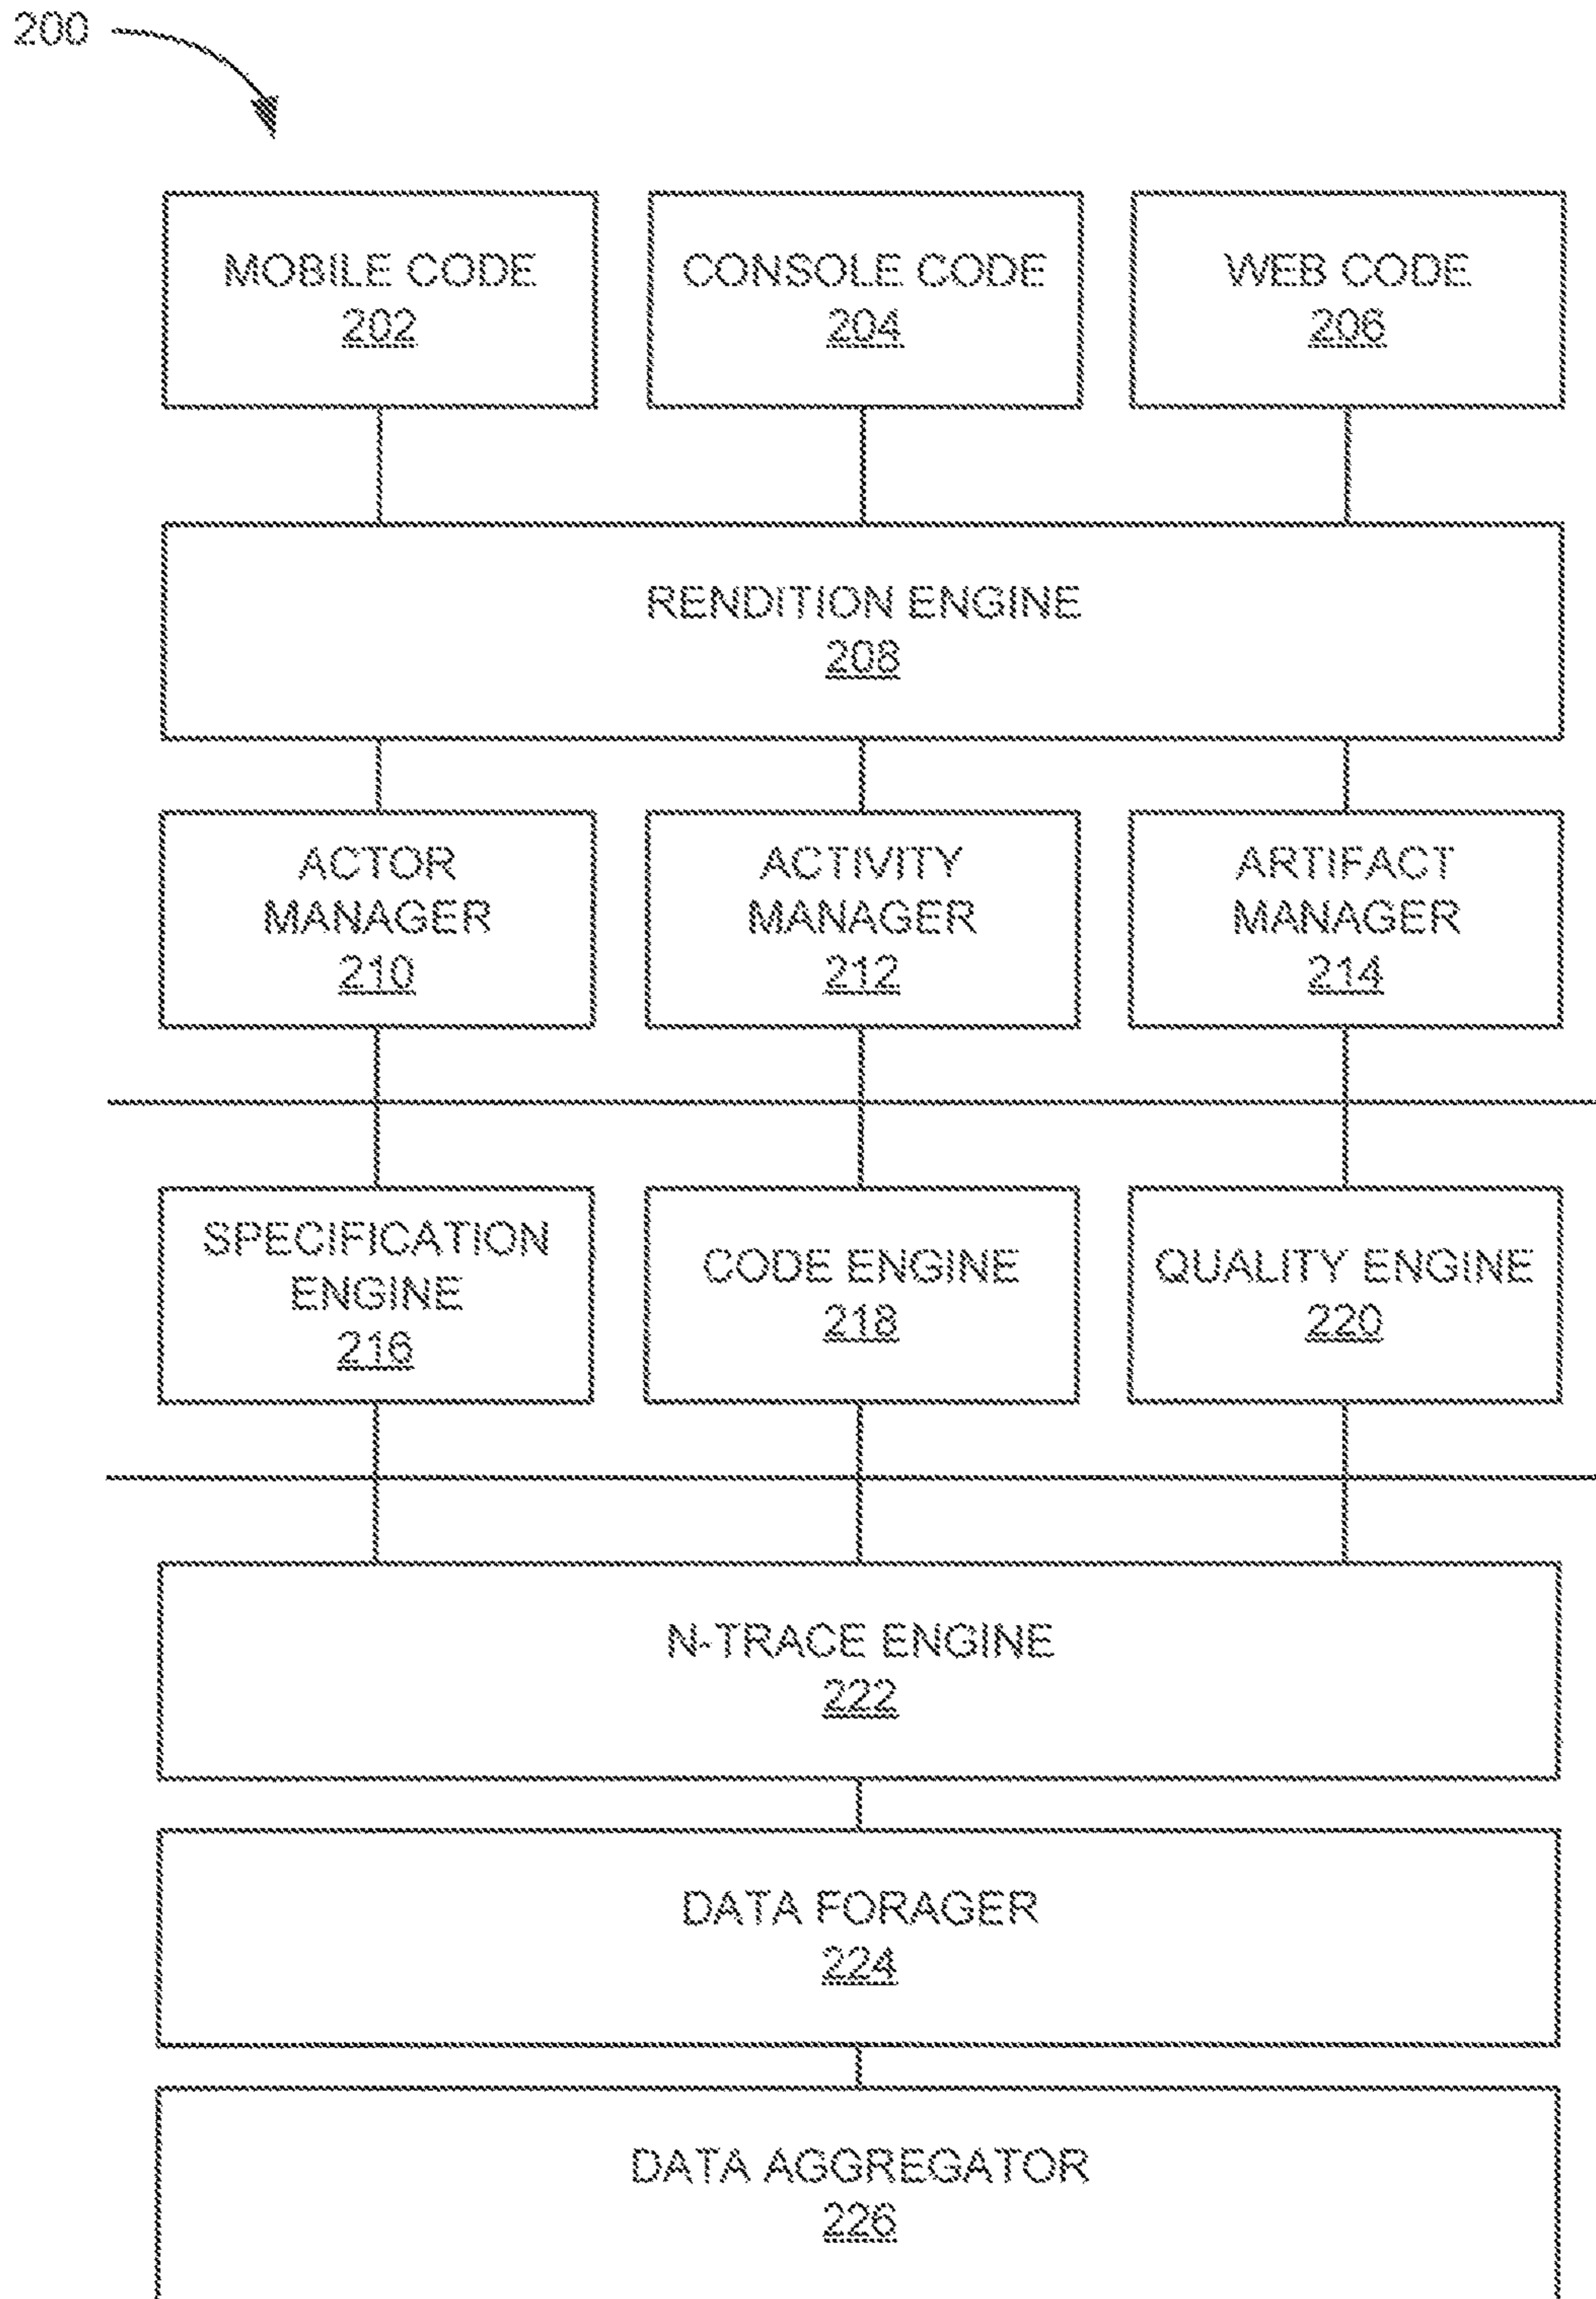 200
MOBILE CODE
202
CONSOLE CODE
204
WEB CODE
206
RENDITION ENGINE
208
ACTOR
MANAGER
210
ACTIVITY
MANAGER
212
ARTIFACT
MANAGER
214
SPECIFICATION
ENGINE
216
CODE ENGINE
218
QUALITY ENGINE
220
N-TRACE ENGINE
222
DATA FORAGER
224
DATA AGGREGATOR
226